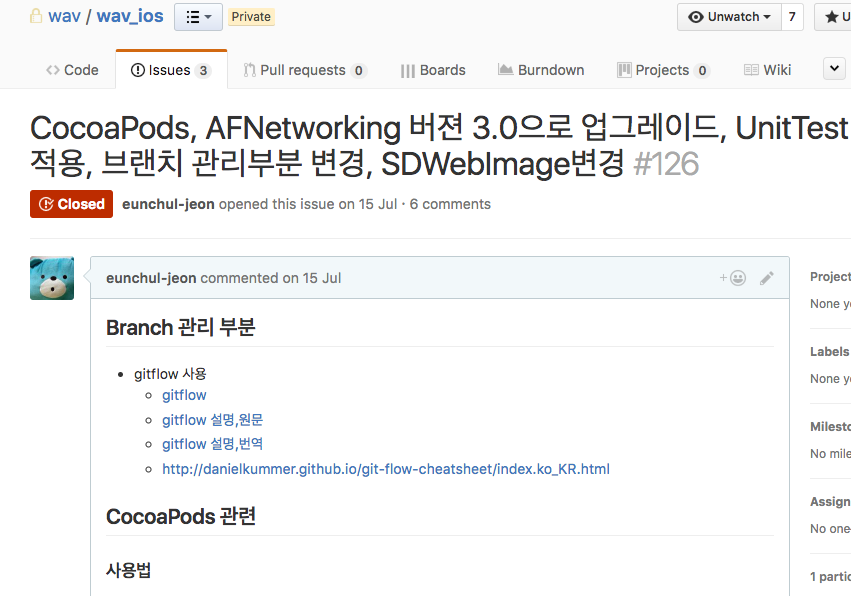 wav / wav_ios Private Unwatch 7
Code Issues 3 Pull requests 0 Boards Burndown Projects 0 Wiki
CocoaPods, AFNetworking 버젼 3.0으로 업그레이드, UnitTest
적용, 브랜치 관리부분 변경, SDWebImage변경 #126
Closed eunchul-jeon opened this issue on 15 Jul · 6 comments
eunchul-jeon commented on 15 Jul
Project
None
Branch 관리 부분
gitflow 사용
gitflow
Labels
None
gitflow 설명,원문
gitflow 설명,번역
http://danielkummer.github.io/git-flow-cheatsheet/index.ko_KR.html
No
CocoaPods 관련
Assign
No one
사용법
1